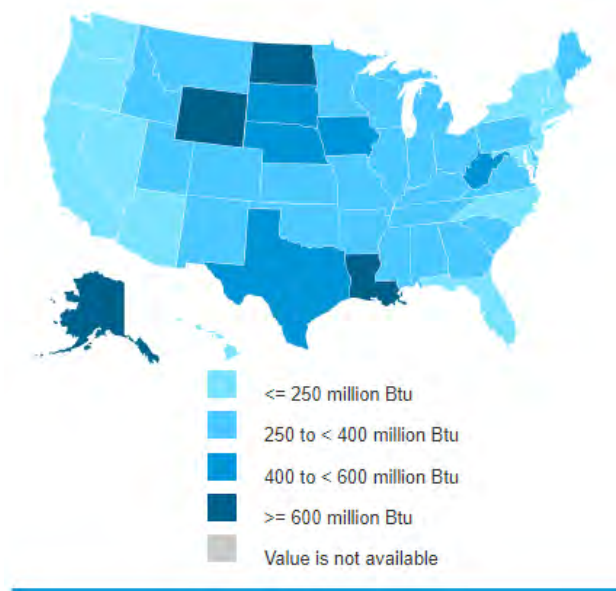 <= 250 million Btu
250 to < 400 million Btu
400 to < 600 million Btu
>= 600 million Btu
Value is not available